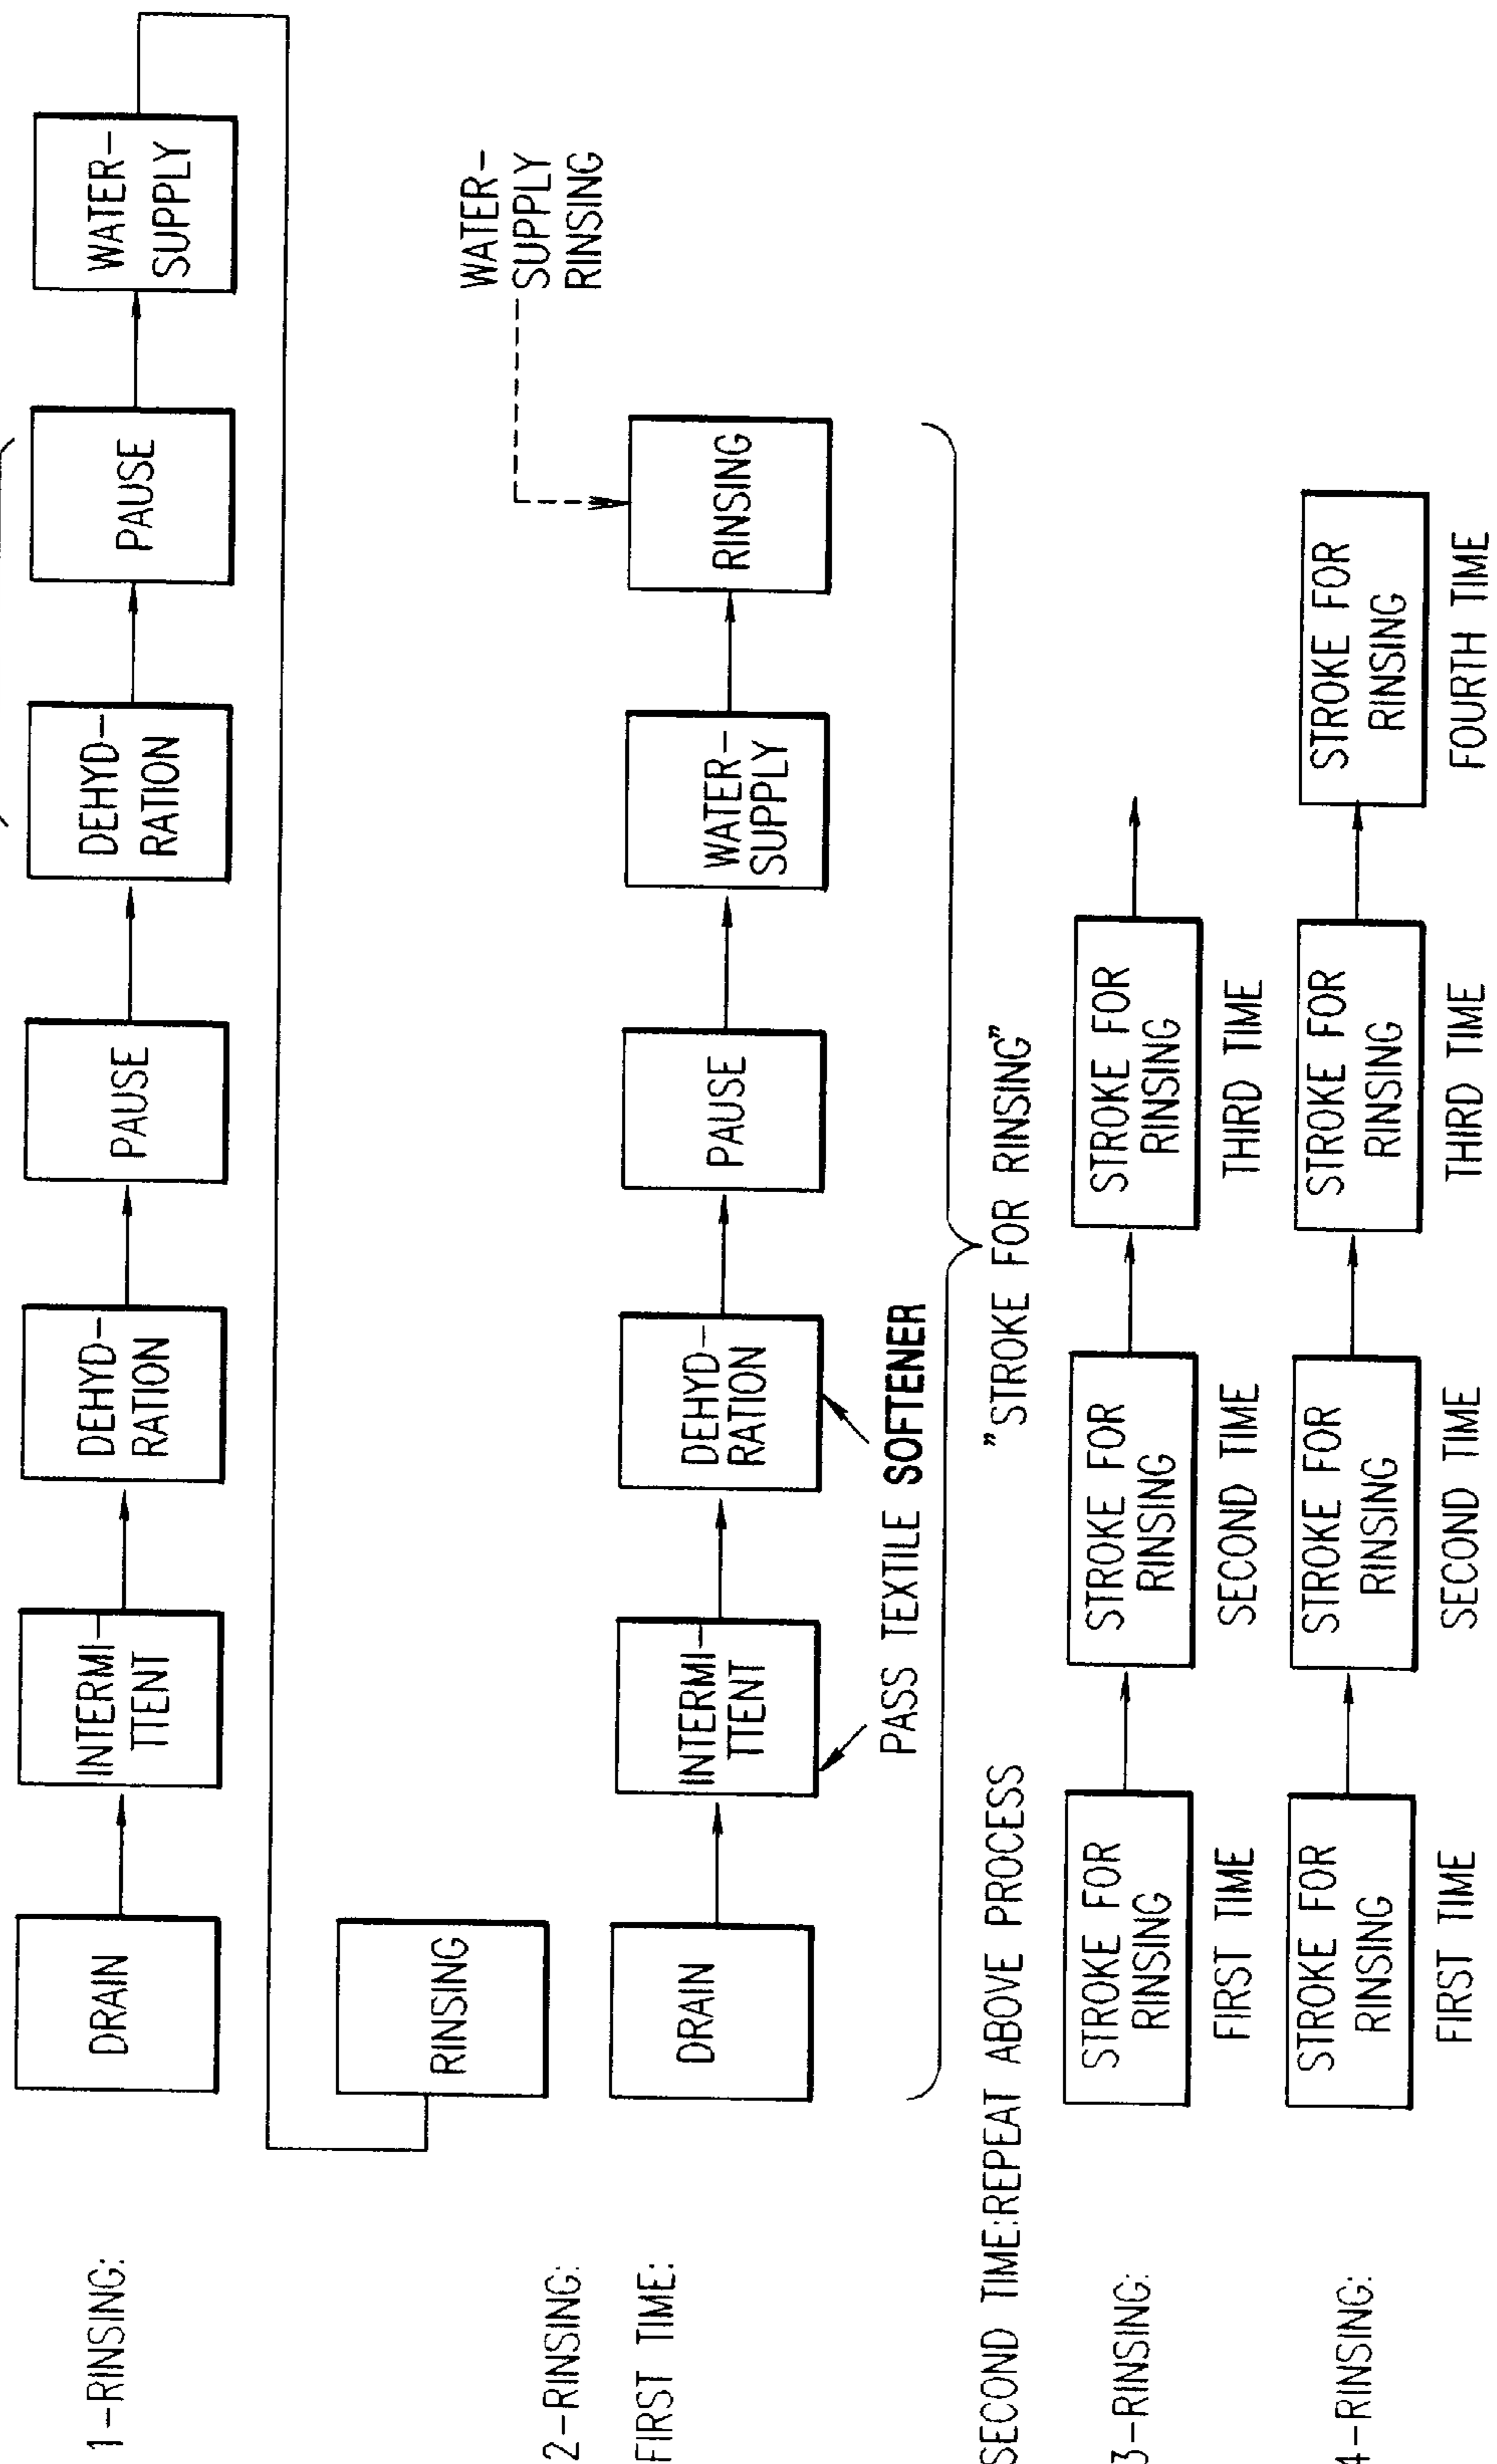 1-RINSING:
DRAIN
INTERMI-
TTENT
DEHYD-
RATION
PAUSE
DEHYD-
RATION
PAUSE
WATER-
SUPPLY
RINSING
2-RINSING:
FIRST TIME:
DRAIN
INTERMI-
TTENT
DEHYD-
RATION
PAUSE
WATER-
SUPPLY
RINSING
WATER-
SUPPLY
RINSING
PASS TEXTILE SOFTENER
"STROKE FOR RINSING"
SECOND TIME:REPEAT ABOVE PROCESS
3-RINSING:
STROKE FOR
RINSING
FIRST TIME
STROKE FOR
RINSING
SECOND TIME
STROKE FOR
RINSING
THIRD TIME
4-RINSING:
STROKE FOR
RINSING
FIRST TIME
STROKE FOR
RINSING
SECOND TIME
STROKE FOR
RINSING
THIRD TIME
STROKE FOR
RINSING
FOURTH TIME